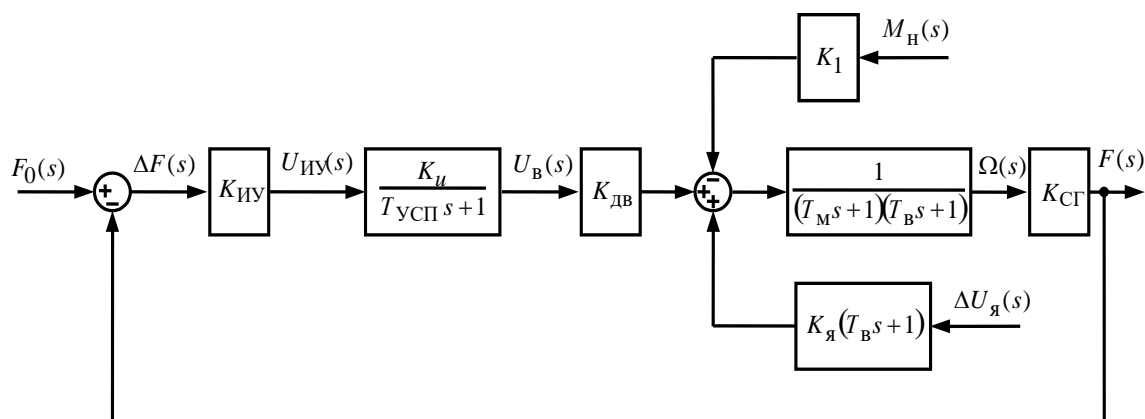 M_н(s)
K_1
F_0(s)
+
−
ΔF(s)
K_ИУ
U_ИУ(s)
K_u
T_УСП s+1
U_в(s)
K_дв
−
+
+
1
(T_м s+1)(T_в s+1)
Ω(s)
K_СГ
F(s)
K_я(T_в s+1)
ΔU_я(s)